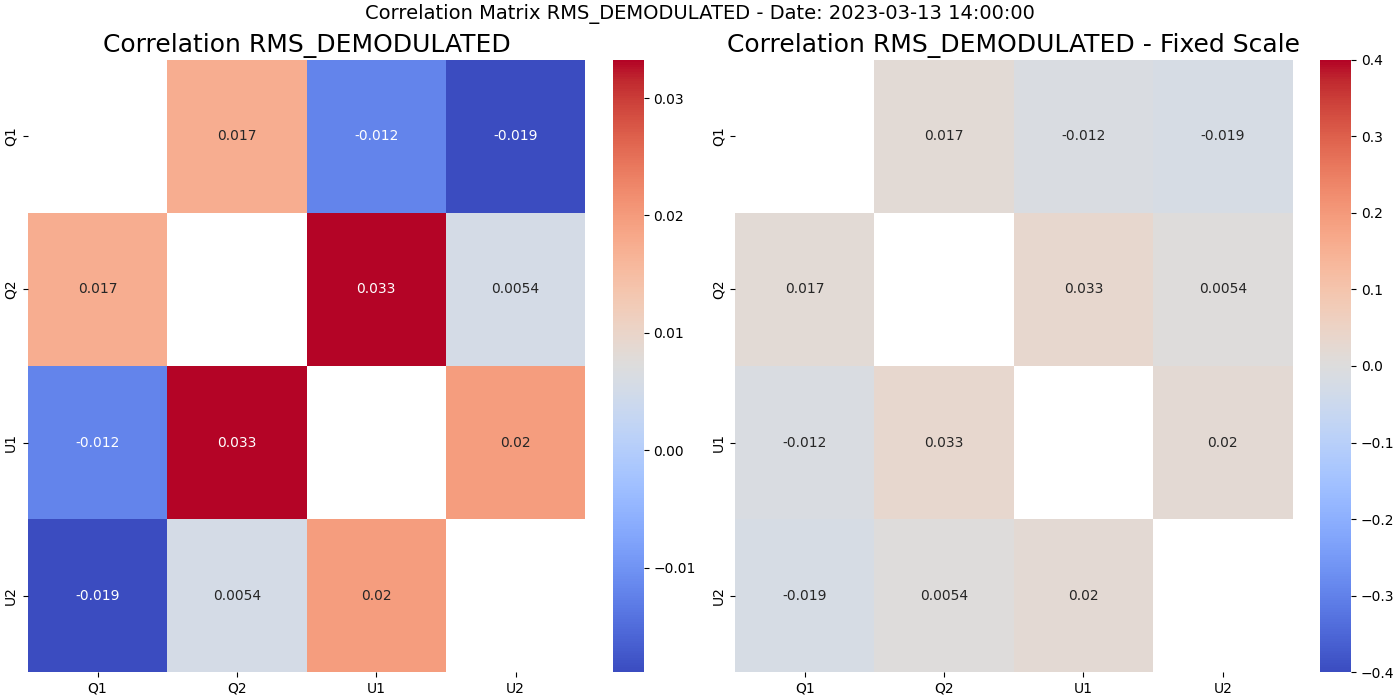 Correlation Matrix RMS_DEMODULATED - Date: 2023-03-13 14:00:00
Correlation RMS_DEMODULATED
Q1 0.017 -0.012 -0.019
Q2 0.017 0.033 0.0054
U1 -0.012 0.033 0.02
U2 -0.019 0.0054 0.02
Q1 Q2 U1 U2
0.03
0.02
0.01
0.00
−0.01
Correlation RMS_DEMODULATED - Fixed Scale
Q1 0.017 -0.012 -0.019
Q2 0.017 0.033 0.0054
U1 -0.012 0.033 0.02
U2 -0.019 0.0054 0.02
Q1 Q2 U1 U2
0.4
0.3
0.2
0.1
0.0
−0.1
−0.2
−0.3
−0.4